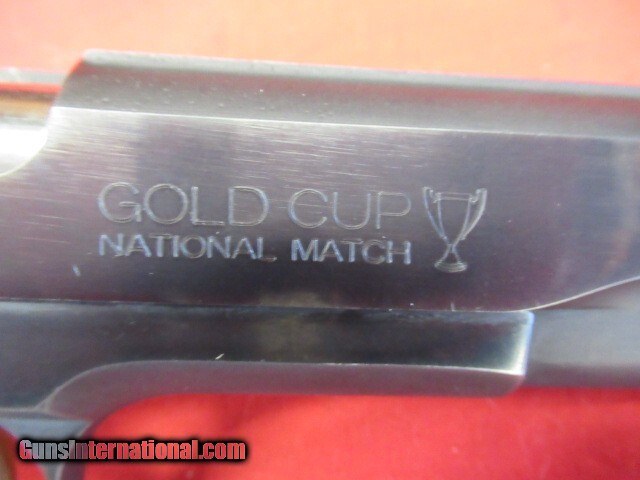 GOLD CUP
NATIONAL MATCH
GunsInternational.com